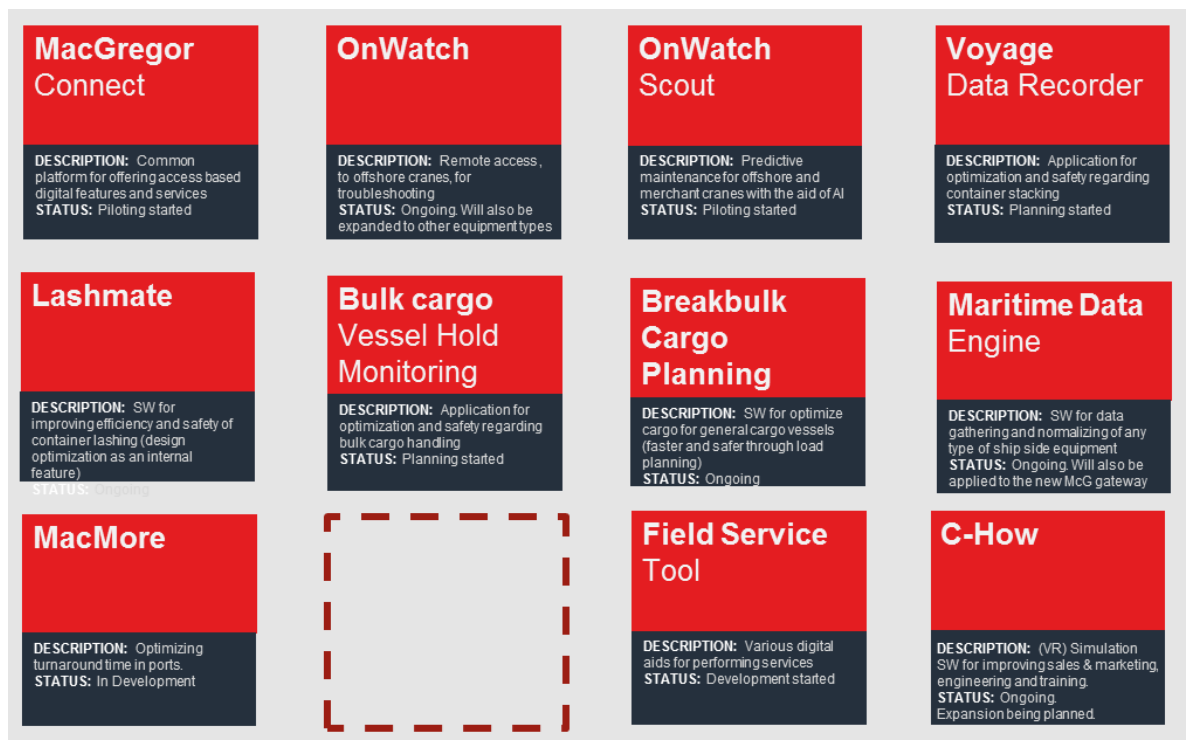 MacGregor
Connect
DESCRIPTION: Common
platform for offering access based
digital features and services
STATUS: Piloting started
OnWatch
DESCRIPTION: Remote access,
to offshore cranes, for
troubleshooting
STATUS: Ongoing. Will also be
expanded to other equipment types
OnWatch
Scout
DESCRIPTION: Predictive
maintenance for offshore and
merchant cranes with the aid of AI
STATUS: Piloting started
Voyage
Data Recorder
DESCRIPTION: Application for
optimization and safety regarding
container stacking
STATUS: Planning started
Lashmate
DESCRIPTION: SW for
improving efficiency and safety of
container lashing (design
optimization as an internal
feature)
STATUS: Ongoing
Bulk cargo
Vessel Hold
Monitoring
DESCRIPTION: Application for
optimization and safety regarding
bulk cargo handling
STATUS: Planning started
Breakbulk
Cargo
Planning
DESCRIPTION: SW for optimize
cargo for general cargo vessels
(faster and safer through load
planning)
STATUS: Ongoing
Maritime Data
Engine
DESCRIPTION: SW for data
gathering and normalizing of any
type of ship side equipment
STATUS: Ongoing. Will also be
applied to the new McG gateway
MacMore
DESCRIPTION: Optimizing
turnaround time in ports.
STATUS: In Development
Field Service
Tool
DESCRIPTION: Various digital
aids for performing services
STATUS: Development started
C-How
DESCRIPTION: (VR) Simulation
SW for improving sales & marketing,
engineering and training.
STATUS: Ongoing.
Expansion being planned.